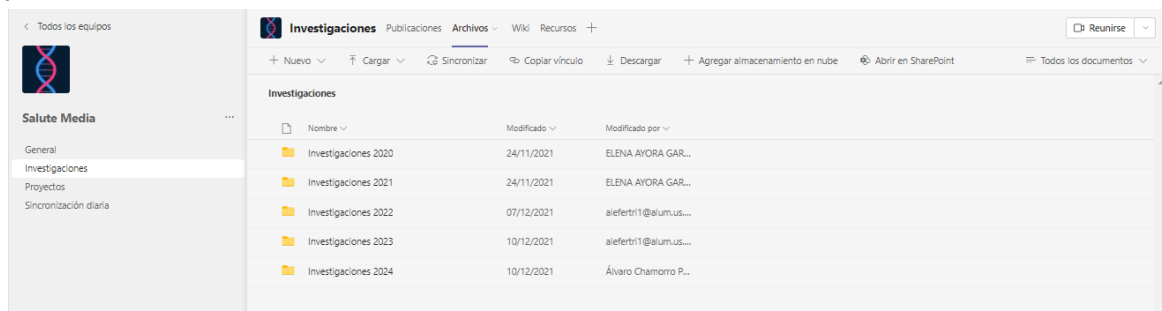 Todos los equipos
Salute Media
General
Investigaciones
Proyectos
Sincronización diaria
Investigaciones Publicaciones Archivos Wiki Recursos
Reunirse
Nuevo Cargar Sincronizar Copiar vínculo Descargar Agregar almacenamiento en nube Abrir en SharePoint Todos los documentos
Investigaciones
Nombre Modificado Modificado por
Investigaciones 2020 24/11/2021 ELENA AYORA GAR...
Investigaciones 2021 24/11/2021 ELENA AYORA GAR...
Investigaciones 2022 07/12/2021 alefertri1@alum.us....
Investigaciones 2023 10/12/2021 alefertri1@alum.us....
Investigaciones 2024 10/12/2021 Álvaro Chamorro P...